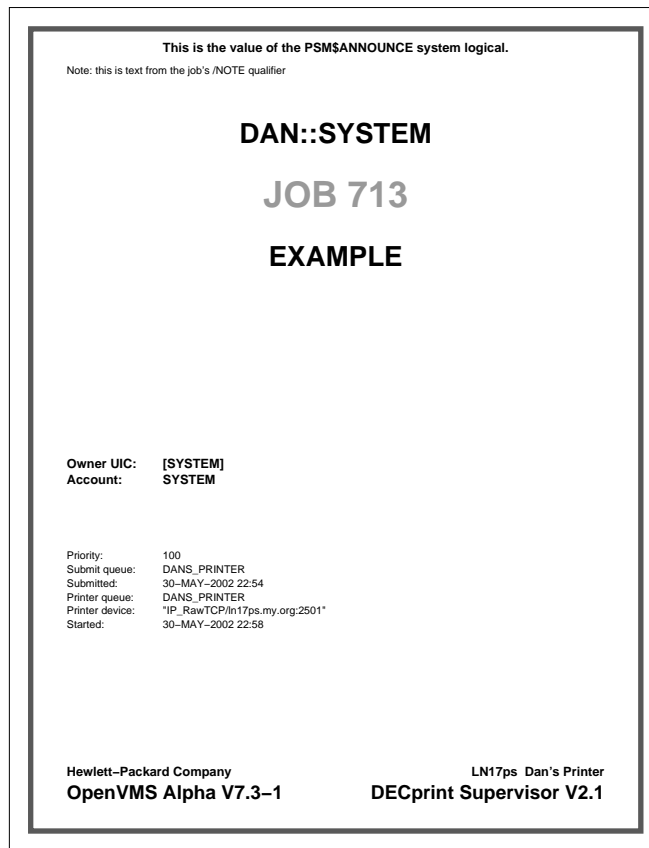 This is the value of the PSM$ANNOUNCE system logical.
Note: this is text from the job's /NOTE qualifier
DAN::SYSTEM
JOB 713
EXAMPLE
Owner UIC: [SYSTEM]
Account: SYSTEM
Priority: 100
Submit queue: DANS_PRINTER
Submitted: 30−MAY−2002 22:54
Printer queue: DANS_PRINTER
Printer device: "IP_RawTCP/ln17ps.my.org:2501"
Started: 30−MAY−2002 22:58
Hewlett−Packard Company LN17ps Dan's Printer
OpenVMS Alpha V7.3−1 DECprint Supervisor V2.1